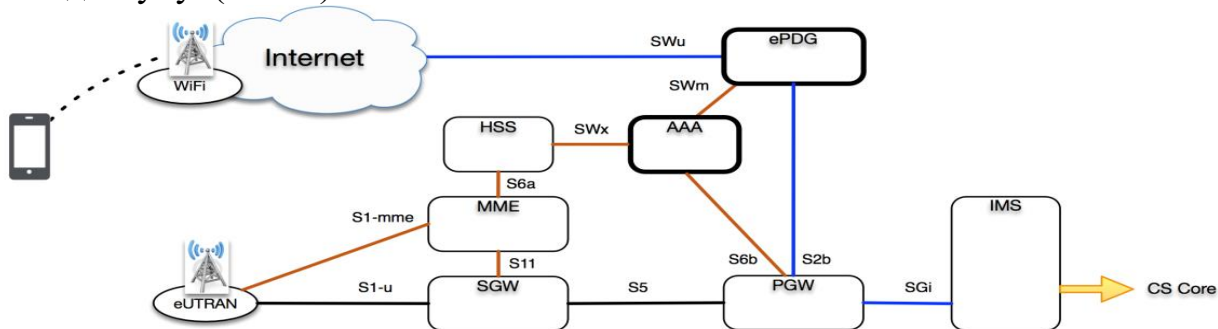 SWu
ePDG
Internet
WiFi
SWm
HSS
SWx
AAA
S6a
S1-mme
MME
IMS
S11
S6b
S2b
eUTRAN
S1-u
SGW
S5
PGW
SGi
CS Core